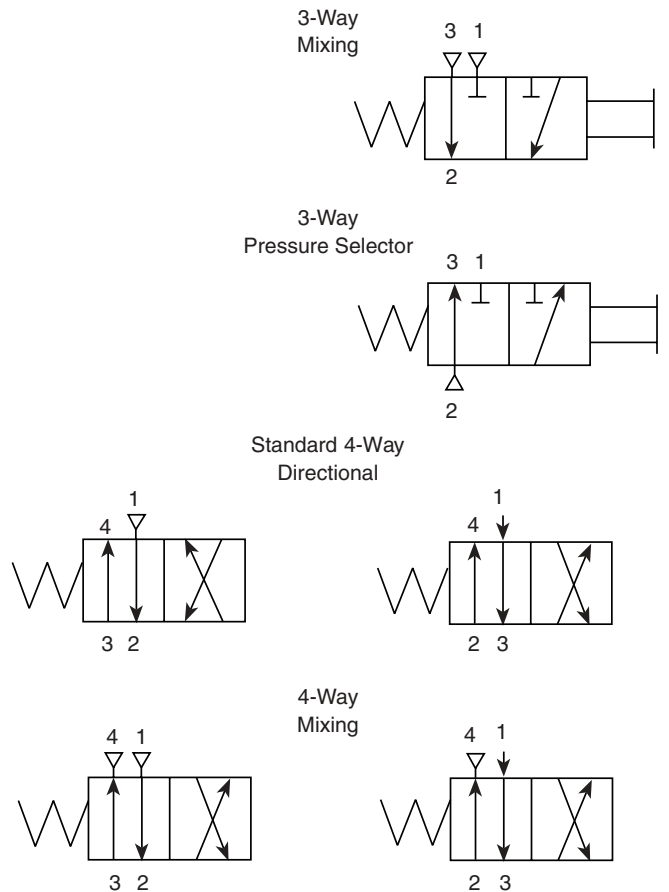 3-Way
Mixing
3 1
2
3-Way
Pressure Selector
3 1
2
Standard 4-Way
Directional
1
4
3 2
1
4
2 3
4-Way
Mixing
4 1
3 2
4 1
2 3